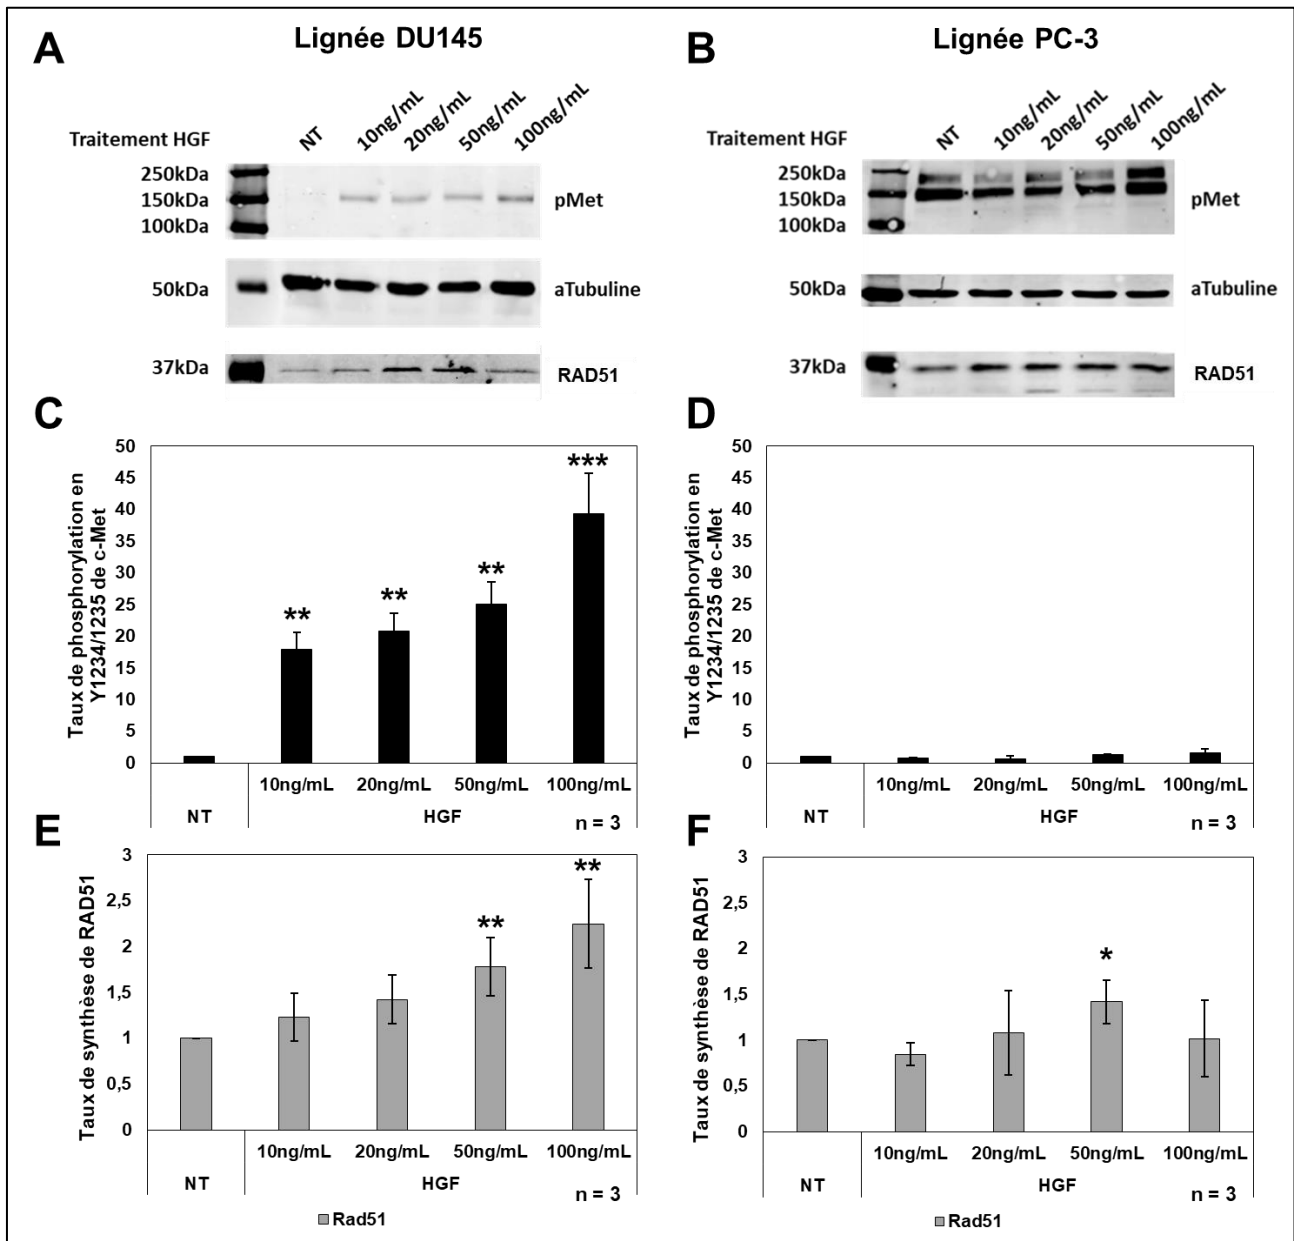 A
Lignée DU145
Traitement HGF
NT
10ng/mL
20ng/mL
50ng/mL
100ng/mL
250kDa
150kDa
100kDa
pMet
50kDa
aTubuline
37kDa
RAD51
B
Lignée PC-3
Traitement HGF
NT
10ng/mL
20ng/mL
50ng/mL
100ng/mL
250kDa
150kDa
100kDa
pMet
50kDa
aTubuline
37kDa
RAD51
C
Taux de phosphorylation en
Y1234/1235 de c-Met
50
45
40
35
30
25
20
15
10
5
0
**
**
**
***
10ng/mL
20ng/mL
50ng/mL
100ng/mL
NT
HGF
n = 3
D
Taux de phosphorylation en
Y1234/1235 de c-Met
50
45
40
35
30
25
20
15
10
5
0
10ng/mL
20ng/mL
50ng/mL
100ng/mL
NT
HGF
n = 3
E
Taux de synthèse de RAD51
3
2,5
2
1,5
1
0,5
0
**
**
10ng/mL
20ng/mL
50ng/mL
100ng/mL
NT
HGF
n = 3
Rad51
F
Taux de synthèse de RAD51
3
2,5
2
1,5
1
0,5
0
*
10ng/mL
20ng/mL
50ng/mL
100ng/mL
NT
HGF
n = 3
Rad51